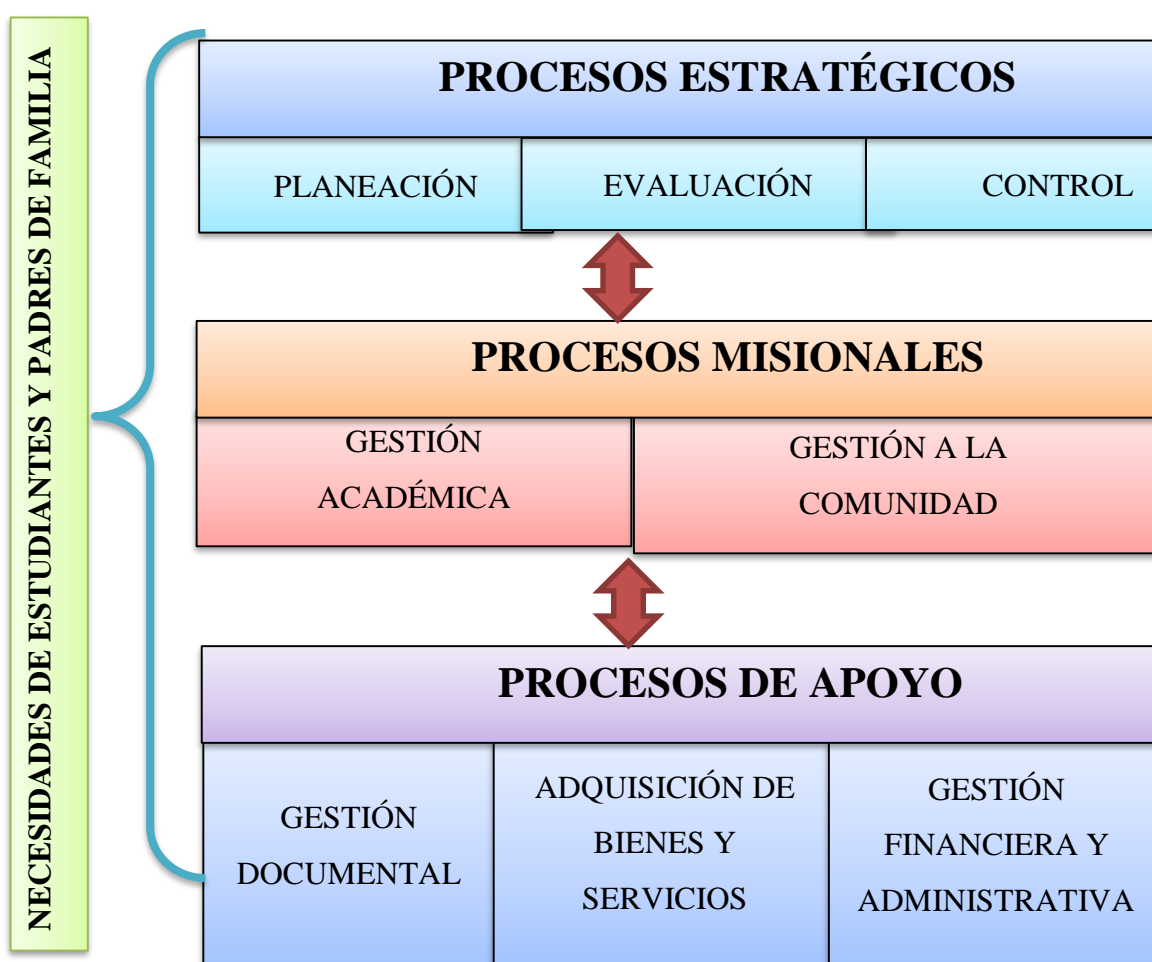 NECESIDADES DE ESTUDIANTES Y PADRES DE FAMILIA
PROCESOS ESTRATÉGICOS
PLANEACIÓN
EVALUACIÓN
CONTROL
PROCESOS MISIONALES
GESTIÓN
ACADÉMICA
GESTIÓN A LA
COMUNIDAD
PROCESOS DE APOYO
GESTIÓN
DOCUMENTAL
ADQUISICIÓN DE
BIENES Y
SERVICIOS
GESTIÓN
FINANCIERA Y
ADMINISTRATIVA